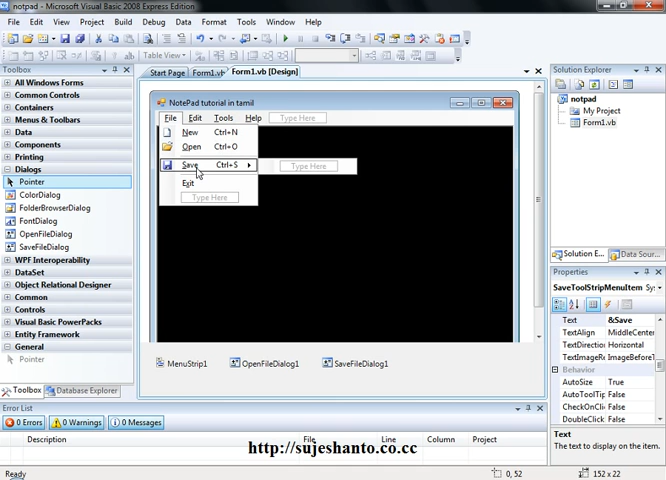 notpad - Microsoft Visual Basic 2008 Express Edition
File Edit View Project Build Debug Data Format Tools Window Help
Table View
Toolbox
All Windows Forms
Common Controls
Containers
Menus & Toolbars
Data
Components
Printing
Dialogs
Pointer
ColorDialog
FolderBrowserDialog
FontDialog
OpenFileDialog
SaveFileDialog
WPF Interoperability
DataSet
Object Relational Designer
Common
Controls
Visual Basic PowerPacks
Entity Framework
General
Pointer
Toolbox Database Explorer
Start Page Form1.vb Form1.vb [Design]
NotePad tutorial in tamil
File Edit Tools Help Type Here
New Ctrl+N
Open Ctrl+O
Save Ctrl+S Type Here
Exit
Type Here
MenuStrip1 OpenFileDialog1 SaveFileDialog1
Solution Explorer
notpad
My Project
Form1.vb
Solution E... Data Sour...
Properties
SaveToolStripMenuItem Sy
Text &Save
TextAlign MiddleCenter
TextDirection Horizontal
TextImageRe ImageBeforeT
Behavior
AutoSize True
AutoToolTip False
CheckOnCli False
DoubleClick False
Text
The text to display on the item.
Error List
0 Errors 0 Warnings 0 Messages
Description File Line Column Project
http://sujeshanto.co.cc
Ready 0, 52 152 x 22